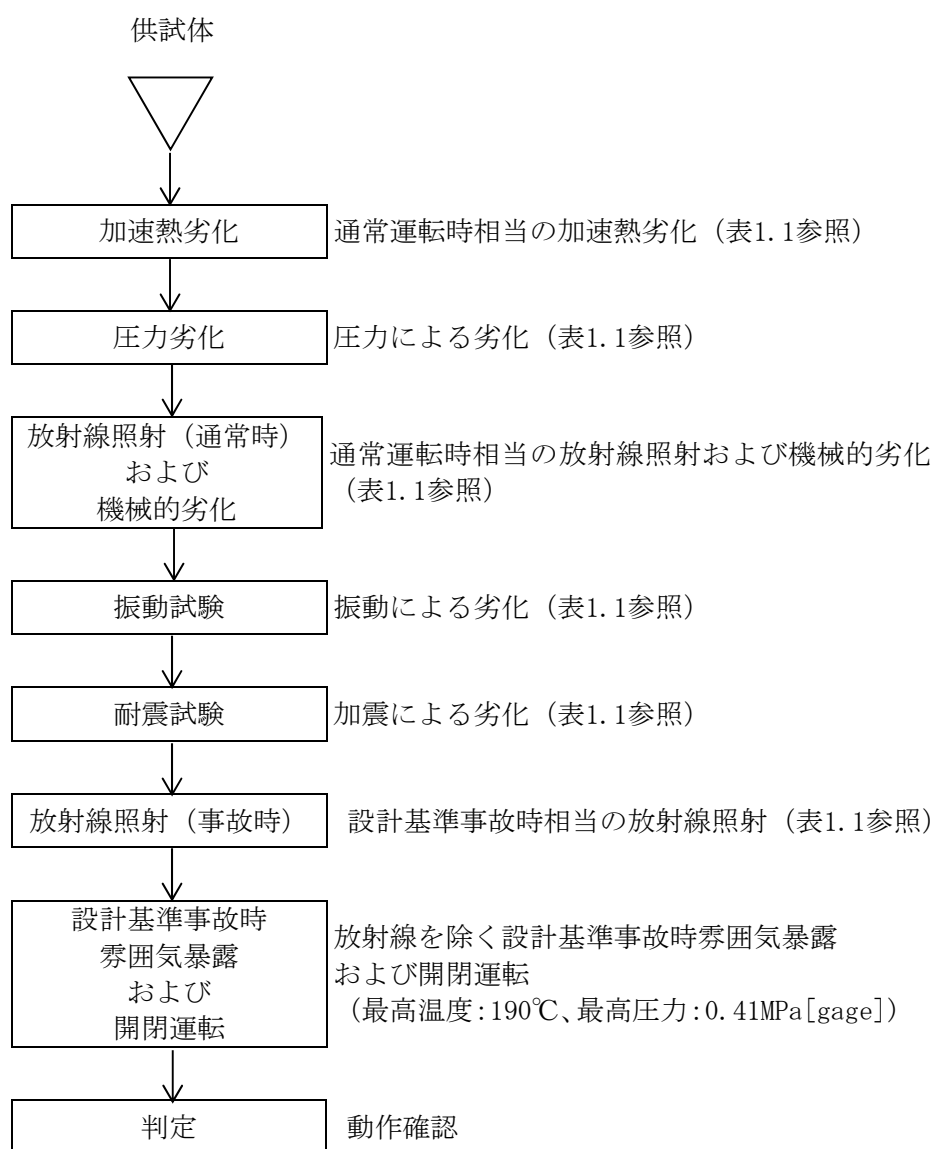 供試体
加速熱劣化
通常運転時相当の加速熱劣化（表1.1参照）
圧力劣化
圧力による劣化（表1.1参照）
放射線照射（通常時）
および
機械的劣化
通常運転時相当の放射線照射および機械的劣化
（表1.1参照）
振動試験
振動による劣化（表1.1参照）
耐震試験
加震による劣化（表1.1参照）
放射線照射（事故時）
設計基準事故時相当の放射線照射（表1.1参照）
設計基準事故時
雰囲気暴露
および
開閉運転
放射線を除く設計基準事故時雰囲気暴露
および開閉運転
（最高温度:190℃、最高圧力:0.41MPa[gage]）
判定
動作確認